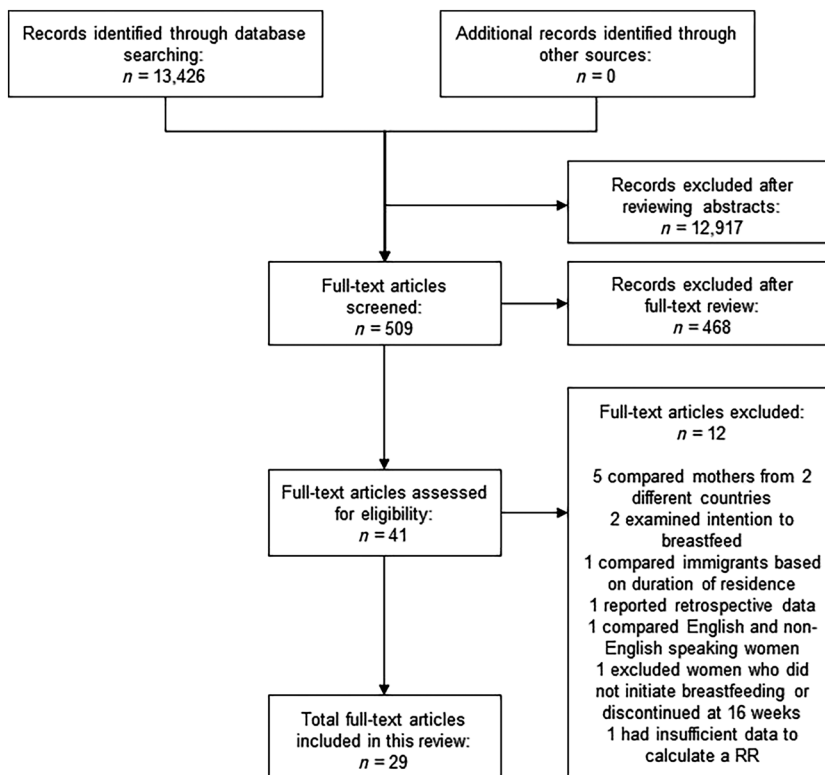 Records identified through database
searching:
n = 13,426
Additional records identified through
other sources:
n = 0
Records excluded after
reviewing abstracts:
n = 12,917
Full-text articles
screened:
n = 509
Records excluded after
full-text review:
n = 468
Full-text articles assessed
for eligibility:
n = 41
Full-text articles excluded:
n = 12
5 compared mothers from 2
different countries
2 examined intention to
breastfeed
1 compared immigrants based
on duration of residence
1 reported retrospective data
1 compared English and non-
English speaking women
1 excluded women who did
not initiate breastfeeding or
discontinued at 16 weeks
1 had insufficient data to
calculate a RR
Total full-text articles
included in this review:
n = 29